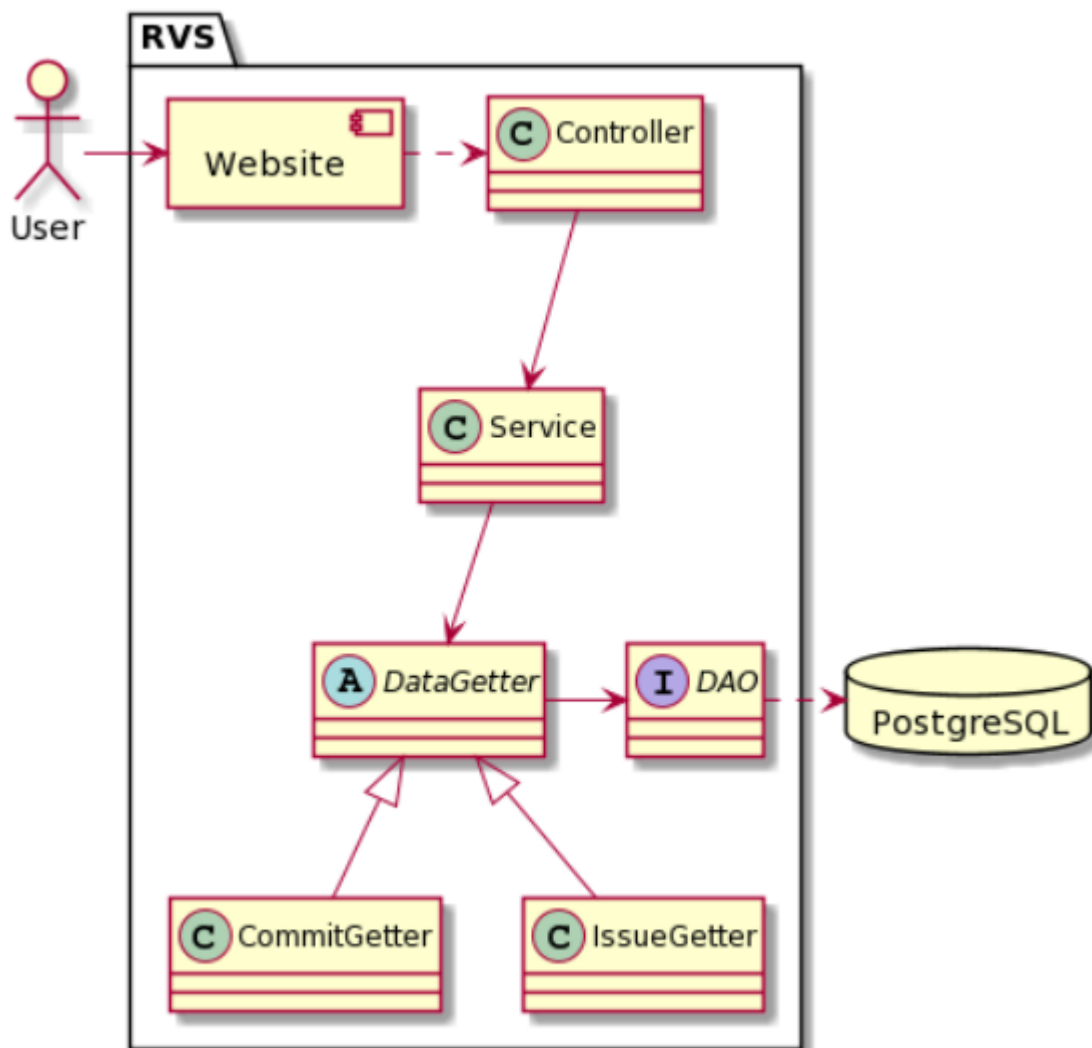 RVS
User
Website
C Controller
C Service
A DataGetter
I DAO
PostgreSQL
C CommitGetter
C IssueGetter